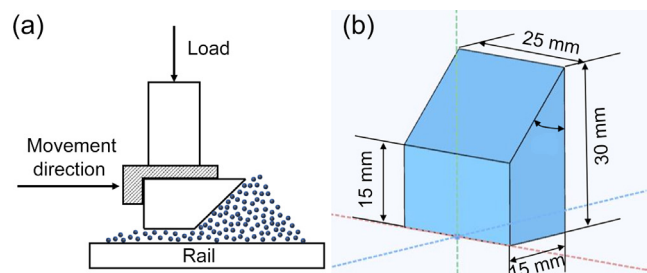 (a)
Load
Movement
direction
Rail
(b)
25 mm
30 mm
15 mm
15 mm